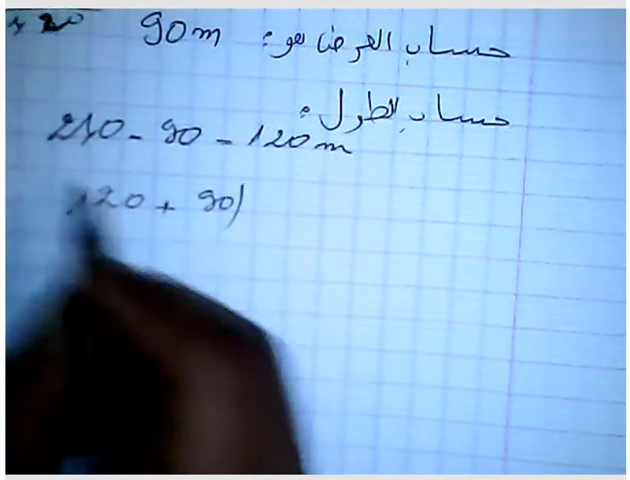 حساب العرض هو: 90m
حساب الطول:
210 - 90 - 120m
120 + 90)